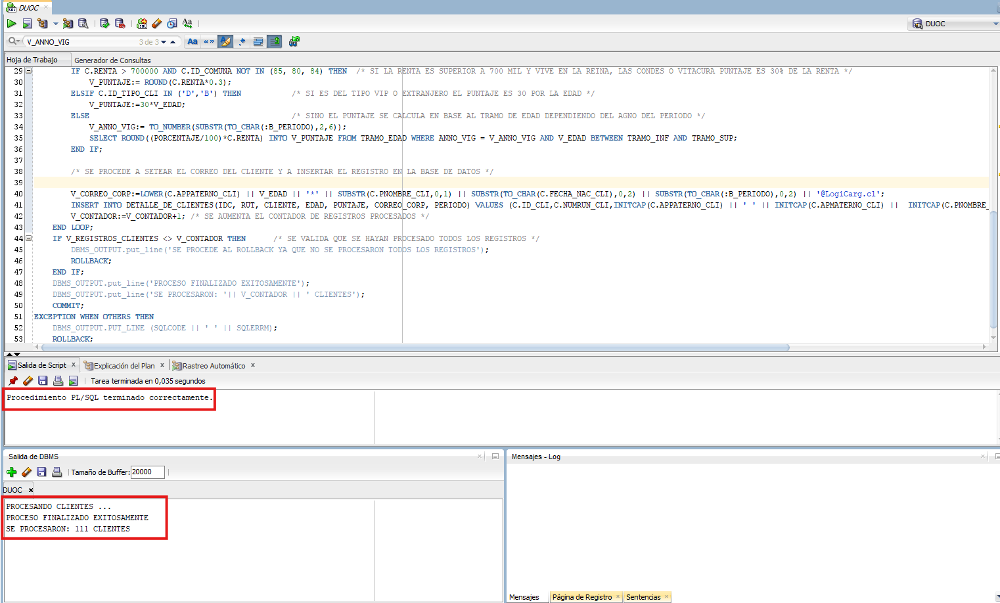 DUOC
DUOC
V_ANNO_VIG 3 de 3
Hoja de Trabajo Generador de Consultas
29 IF C.RENTA > 700000 AND C.ID_COMUNA NOT IN (85, 80, 84) THEN /* SI LA RENTA ES SUPERIOR A 700 MIL Y VIVE EN LA REINA, LAS CONDES O VITACURA PUNTAJE ES 30% DE LA RENTA */
30 V_PUNTAJE:= ROUND(C.RENTA*0.3);
31 ELSIF C.ID_TIPO_CLI IN ('D','B') THEN /* SI ES DEL TIPO VIP O EXTRANJERO EL PUNTAJE ES 30 POR LA EDAD */
32 V_PUNTAJE:=30*V_EDAD;
33 ELSE /* SINO EL PUNTAJE SE CALCULA EN BASE AL TRAMO DE EDAD DEPENDIENDO DEL AGNO DEL PERIODO */
34 V_ANNO_VIG:= TO_NUMBER(SUBSTR(TO_CHAR(:B_PERIODO),2,6));
35 SELECT ROUND((PORCENTAJE/100)*C.RENTA) INTO V_PUNTAJE FROM TRAMO_EDAD WHERE ANNO_VIG = V_ANNO_VIG AND V_EDAD BETWEEN TRAMO_INF AND TRAMO_SUP;
36 END IF;
37
38 /* SE PROCEDE A SETEAR EL CORREO DEL CLIENTE Y A INSERTAR EL REGISTRO EN LA BASE DE DATOS */
39
40 V_CORREO_CORP:=LOWER(C.APPATERNO_CLI) || V_EDAD || '*' || SUBSTR(C.PNOMBRE_CLI,0,1) || SUBSTR(TO_CHAR(C.FECHA_NAC_CLI),0,2) || SUBSTR(TO_CHAR(:B_PERIODO),0,2) || '@LogiCarg.cl';
41 INSERT INTO DETALLE_DE_CLIENTES(IDC, RUT, CLIENTE, EDAD, PUNTAJE, CORREO_CORP, PERIODO) VALUES (C.ID_CLI,C.NUMRUN_CLI,INITCAP(C.APPATERNO_CLI) || ' ' || INITCAP(C.APMATERNO_CLI) || INITCAP(C.PNOMBRE_
42 V_CONTADOR:=V_CONTADOR+1; /* SE AUMENTA EL CONTADOR DE REGISTROS PROCESADOS */
43 END LOOP;
44 IF V_REGISTROS_CLIENTES <> V_CONTADOR THEN /* SE VALIDA QUE SE HAYAN PROCESADO TODOS LOS REGISTROS */
45 DBMS_OUTPUT.put_line('SE PROCEDE AL ROLLBACK YA QUE NO SE PROCESARON TODOS LOS REGISTROS');
46 ROLLBACK;
47 END IF;
48 DBMS_OUTPUT.put_line('PROCESO FINALIZADO EXITOSAMENTE');
49 DBMS_OUTPUT.put_line('SE PROCESARON: '|| V_CONTADOR || ' CLIENTES');
50 COMMIT;
51 EXCEPTION WHEN OTHERS THEN
52 DBMS_OUTPUT.PUT_LINE (SQLCODE || ' ' || SQLERRM);
53 ROLLBACK;
Salida de Script x Explicación del Plan x Rastreo Automático x
Tarea terminada en 0,035 segundos
Procedimiento PL/SQL terminado correctamente.
Salida de DBMS
Tamaño de Buffer: 20000
DUOC x
PROCESANDO CLIENTES ...
PROCESO FINALIZADO EXITOSAMENTE
SE PROCESARON: 111 CLIENTES
Mensajes - Log
Mensajes Página de Registro x Sentencias x